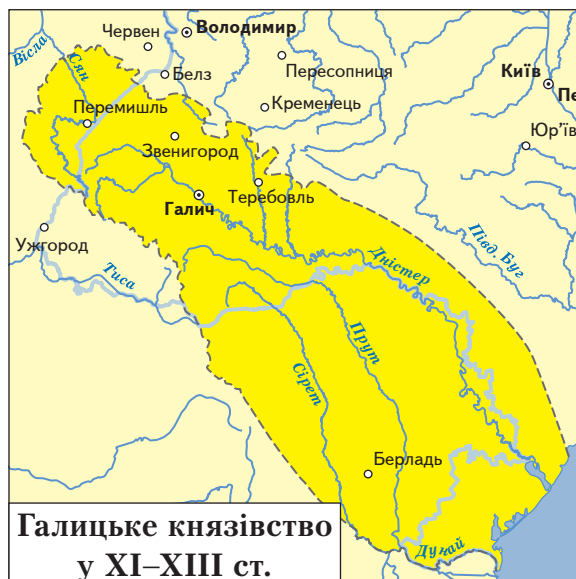 Червен
Володимир
Вісла
Сян
Белз
Пересопниця
Київ
Пе
Перемишль
Кременець
Звенигород
Юр'їв
Теребовль
Галич
Ужгород
Півд. Буг
Тиса
Дністер
Прут
Сірет
Берладь
Дунай
Галицьке князівство
у XI–XIII ст.